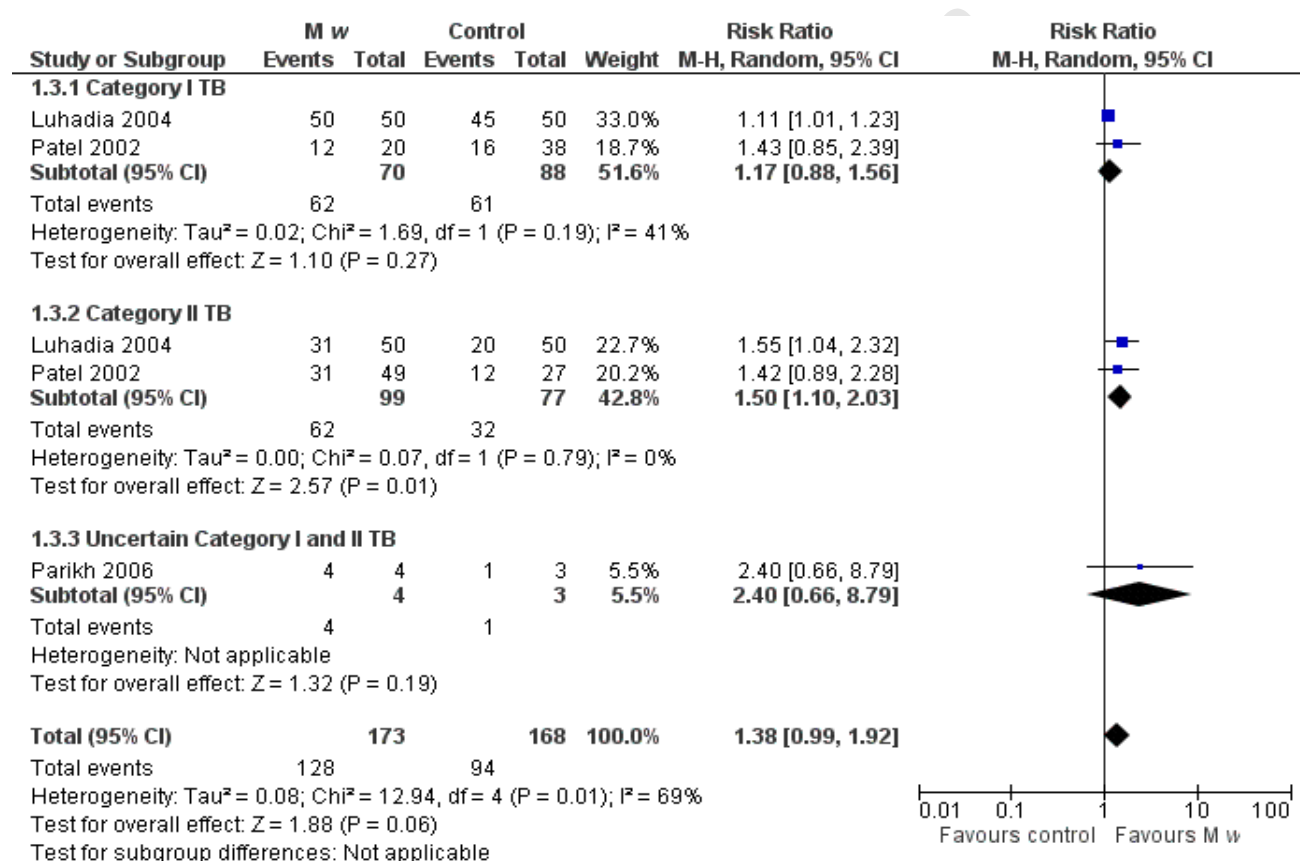 M w Control Risk Ratio Risk Ratio
Study or Subgroup Events Total Events Total Weight M-H, Random, 95% CI M-H, Random, 95% CI
1.3.1 Category I TB
Luhadia 2004 50 50 45 50 33.0% 1.11 [1.01, 1.23]
Patel 2002 12 20 16 38 18.7% 1.43 [0.85, 2.39]
Subtotal (95% CI) 70 88 51.6% 1.17 [0.88, 1.56]
Total events 62 61
Heterogeneity: Tau² = 0.02; Chi² = 1.69, df = 1 (P = 0.19); I² = 41%
Test for overall effect: Z = 1.10 (P = 0.27)
1.3.2 Category II TB
Luhadia 2004 31 50 20 50 22.7% 1.55 [1.04, 2.32]
Patel 2002 31 49 12 27 20.2% 1.42 [0.89, 2.28]
Subtotal (95% CI) 99 77 42.8% 1.50 [1.10, 2.03]
Total events 62 32
Heterogeneity: Tau² = 0.00; Chi² = 0.07, df = 1 (P = 0.79); I² = 0%
Test for overall effect: Z = 2.57 (P = 0.01)
1.3.3 Uncertain Category I and II TB
Parikh 2006 4 4 1 3 5.5% 2.40 [0.66, 8.79]
Subtotal (95% CI) 4 3 5.5% 2.40 [0.66, 8.79]
Total events 4 1
Heterogeneity: Not applicable
Test for overall effect: Z = 1.32 (P = 0.19)
Total (95% CI) 173 168 100.0% 1.38 [0.99, 1.92]
Total events 128 94
Heterogeneity: Tau² = 0.08; Chi² = 12.94, df = 4 (P = 0.01); I² = 69%
Test for overall effect: Z = 1.88 (P = 0.06)
Test for subgroup differences: Not applicable
0.01 0.1 1 10 100
Favours control Favours M w